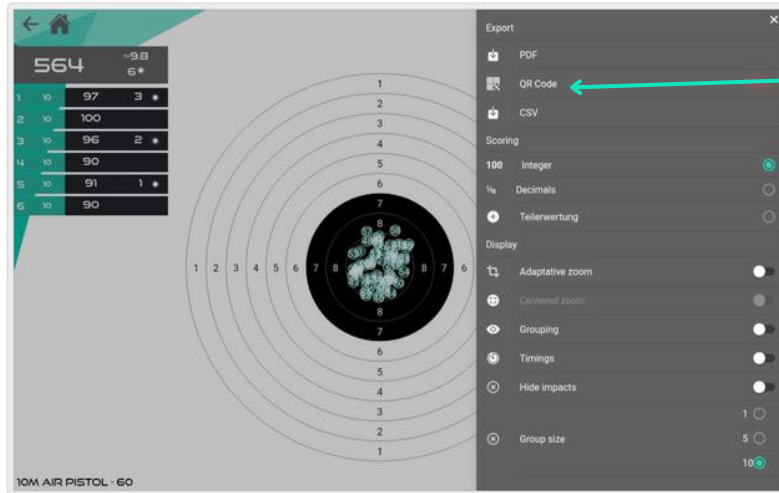 564 ~9.8
6*
1 10 97 3 *
2 10 100
3 10 96 2 *
4 10 90
5 10 91 1 *
6 10 90
1
2
3
4
5
6
7
8
1 2 3 4 5 6 7 8 8 7 6
8
7
6
5
4
3
2
1
10M AIR PISTOL - 60
Export
PDF
QR Code
CSV
Scoring
100 Integer
⅒ Decimals
Teilerwertung
Display
Adaptative zoom
Centered zoom
Grouping
Timings
Hide impacts
1
Group size 5
10